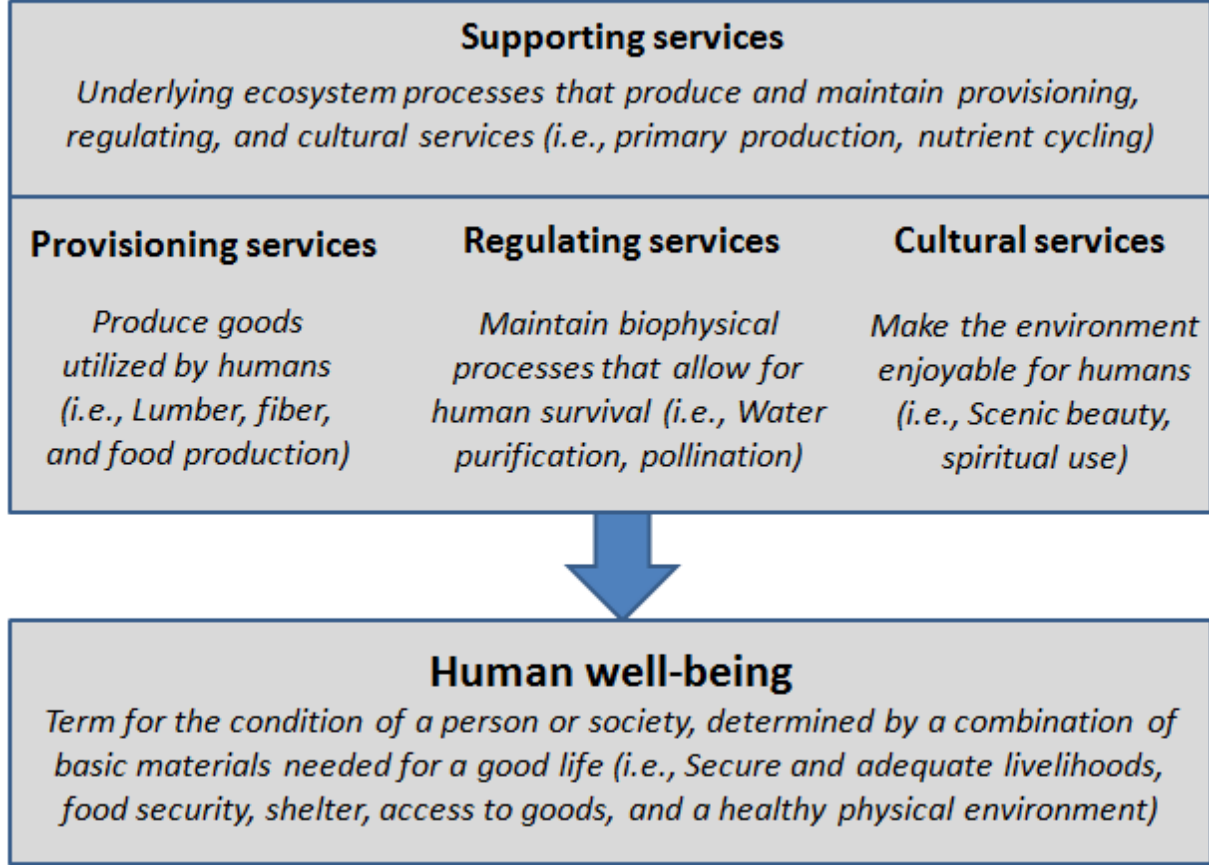 Supporting services
Underlying ecosystem processes that produce and maintain provisioning,
regulating, and cultural services (i.e., primary production, nutrient cycling)
Provisioning services
Produce goods
utilized by humans
(i.e., Lumber, fiber,
and food production)
Regulating services
Maintain biophysical
processes that allow for
human survival (i.e., Water
purification, pollination)
Cultural services
Make the environment
enjoyable for humans
(i.e., Scenic beauty,
spiritual use)
Human well-being
Term for the condition of a person or society, determined by a combination of
basic materials needed for a good life (i.e., Secure and adequate livelihoods,
food security, shelter, access to goods, and a healthy physical environment)